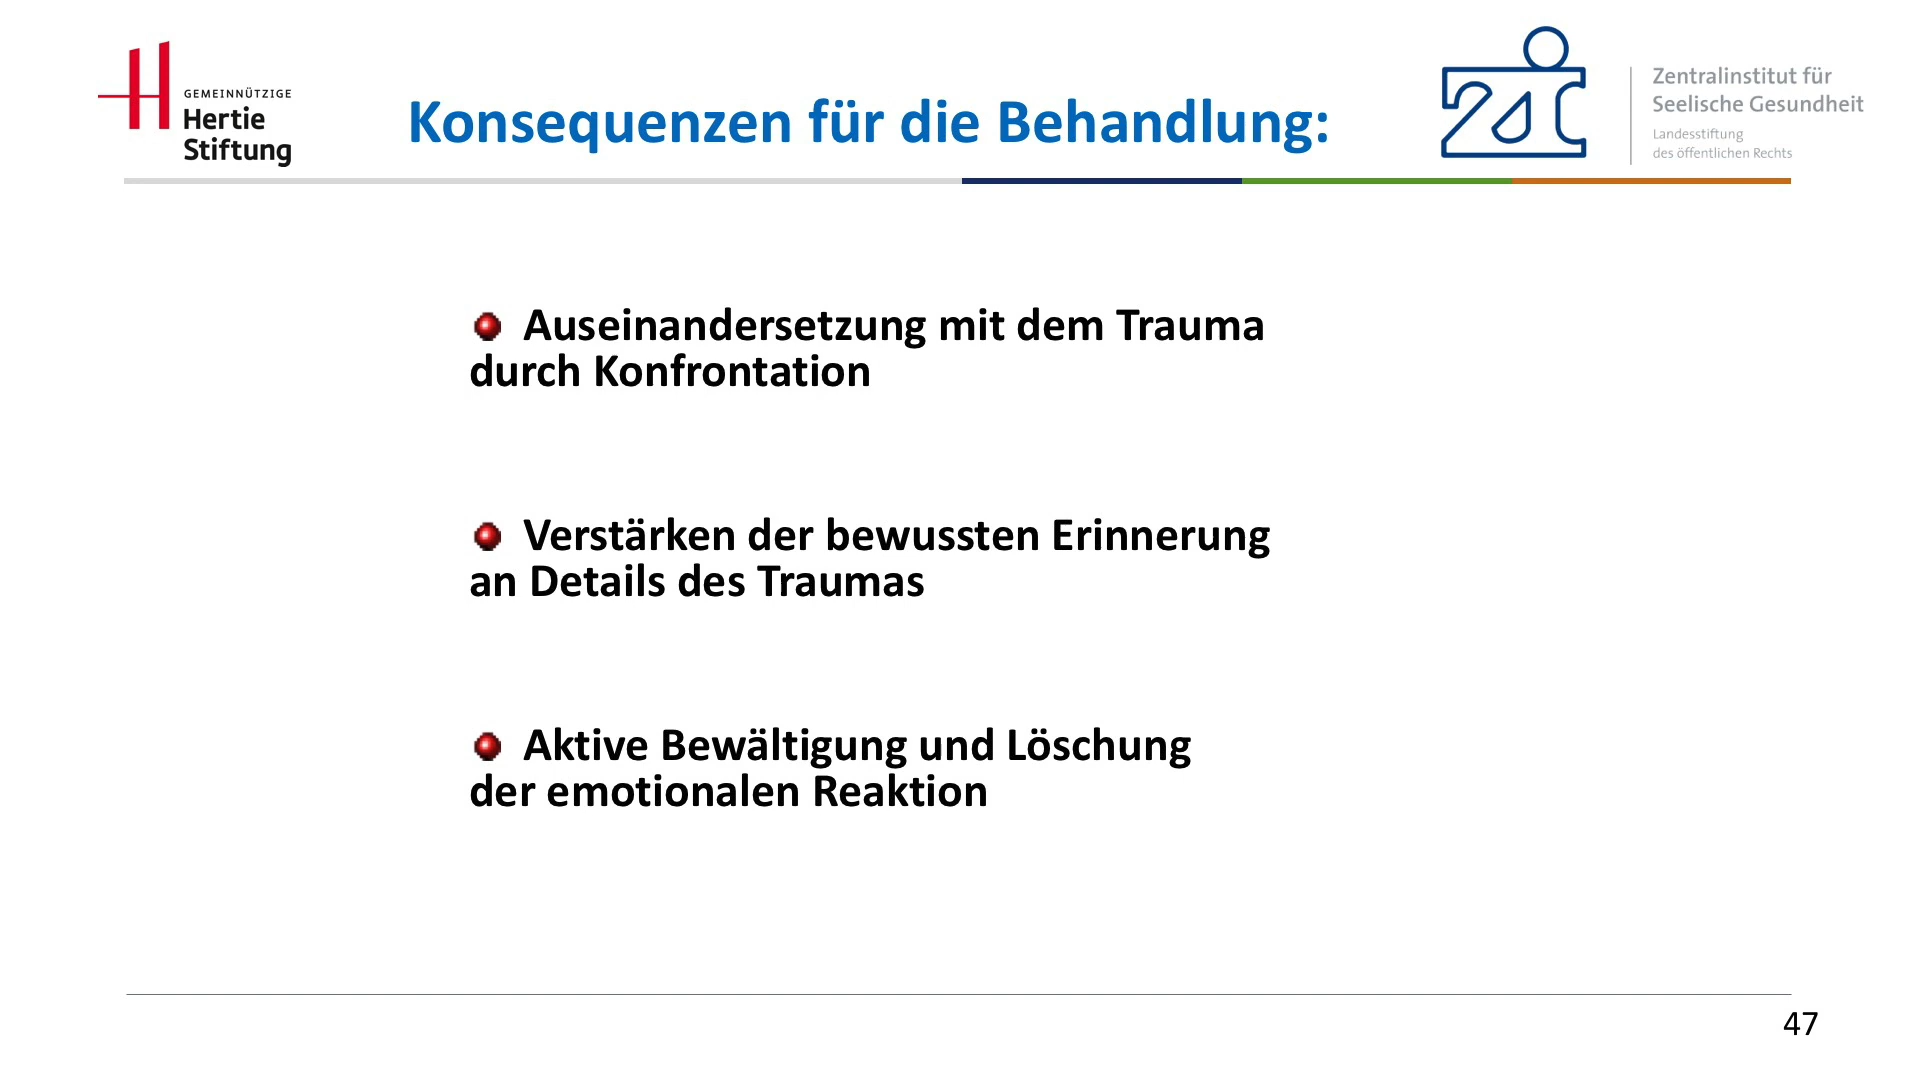 GEMEINNÜTZIGE
Hertie
Stiftung
Konsequenzen für die Behandlung:
Zentralinstitut für
Seelische Gesundheit
Landesstiftung
des öffentlichen Rechts
Auseinandersetzung mit dem Trauma
durch Konfrontation
Verstärken der bewussten Erinnerung
an Details des Traumas
Aktive Bewältigung und Löschung
der emotionalen Reaktion
47